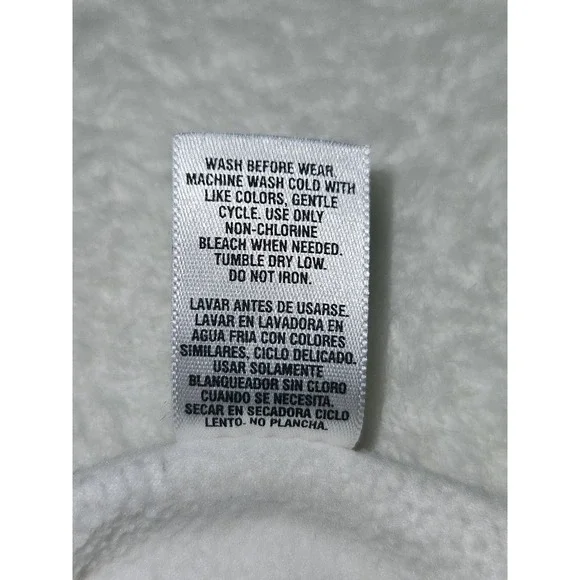 WASH BEFORE WEAR.
MACHINE WASH COLD WITH
LIKE COLORS, GENTLE
CYCLE. USE ONLY
NON-CHLORINE
BLEACH WHEN NEEDED.
TUMBLE DRY LOW.
DO NOT IRON.
LAVAR ANTES DE USARSE.
LAVAR EN LAVADORA EN
AGUA FRIA CON COLORES
SIMILARES, CICLO DELICADO.
USAR SOLAMENTE
BLANQUEADOR SIN CLORO
CUANDO SE NECESITA.
SECAR EN SECADORA CICLO
LENTO. NO PLANCHA.